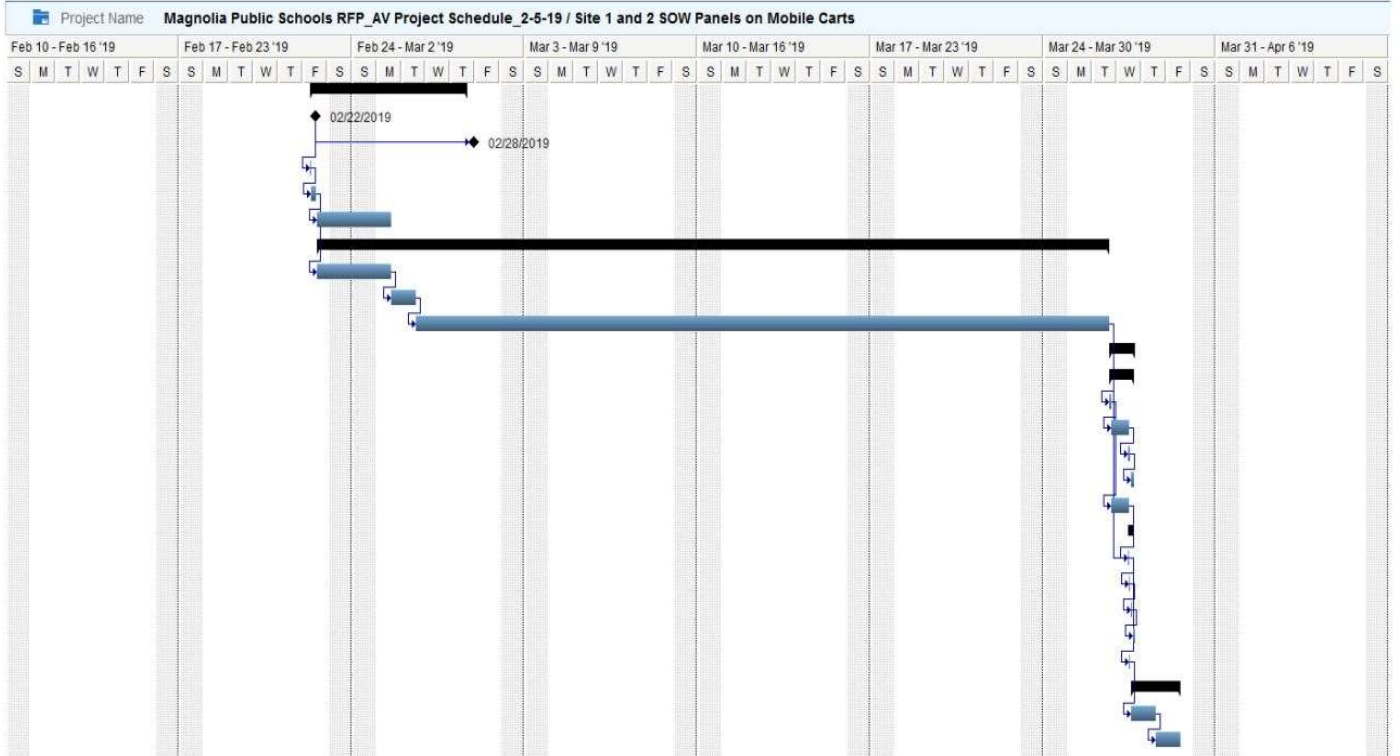 Project Name Magnolia Public Schools RFP_AV Project Schedule_2-5-19 / Site 1 and 2 SOW Panels on Mobile Carts
Feb 10 - Feb 16 '19 Feb 17 - Feb 23 '19 Feb 24 - Mar 2 '19 Mar 3 - Mar 9 '19 Mar 10 - Mar 16 '19 Mar 17 - Mar 23 '19 Mar 24 - Mar 30 '19 Mar 31 - Apr 6 '19
S M T W T F S S M T W T F S S M T W T F S S M T W T F S S M T W T F S S M T W T F S S M T W T F S S M T W T F S
02/22/2019
02/28/2019